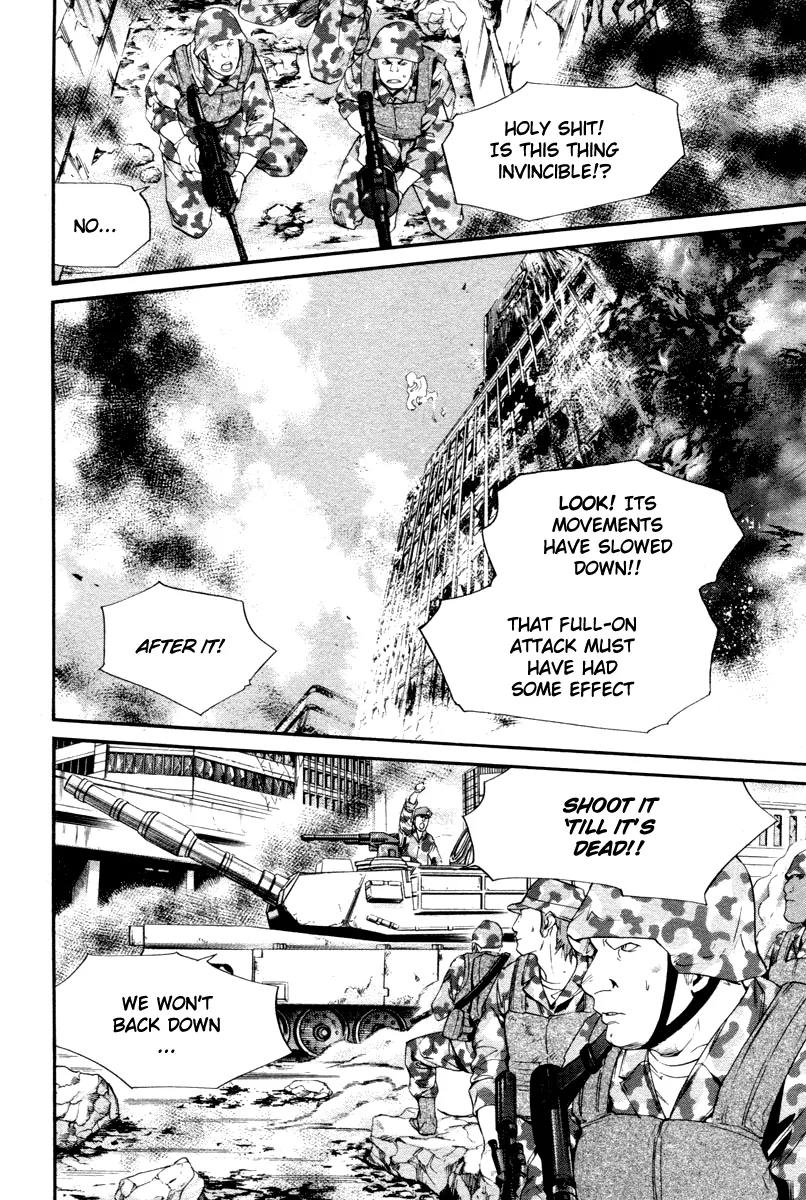 HOLY SHIT!
IS THIS THING
INVINCIBLE!?
NO...
LOOK! ITS
MOVEMENTS
HAVE SLOWED
DOWN!!
THAT FULL-ON
ATTACK MUST
HAVE HAD
SOME EFFECT
AFTER IT!
SHOOT IT
'TILL IT'S
DEAD!!
WE WON'T
BACK DOWN
...